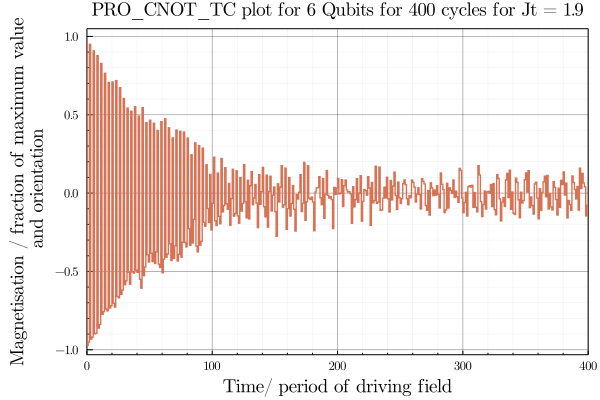 PRO_CNOT_TC plot for 6 Qubits for 400 cycles for Jt = 1.9
Magnetisation / fraction of maximum value
and orientation
1.0
0.5
0.0
−0.5
−1.0
0
100
200
300
400
Time/ period of driving field